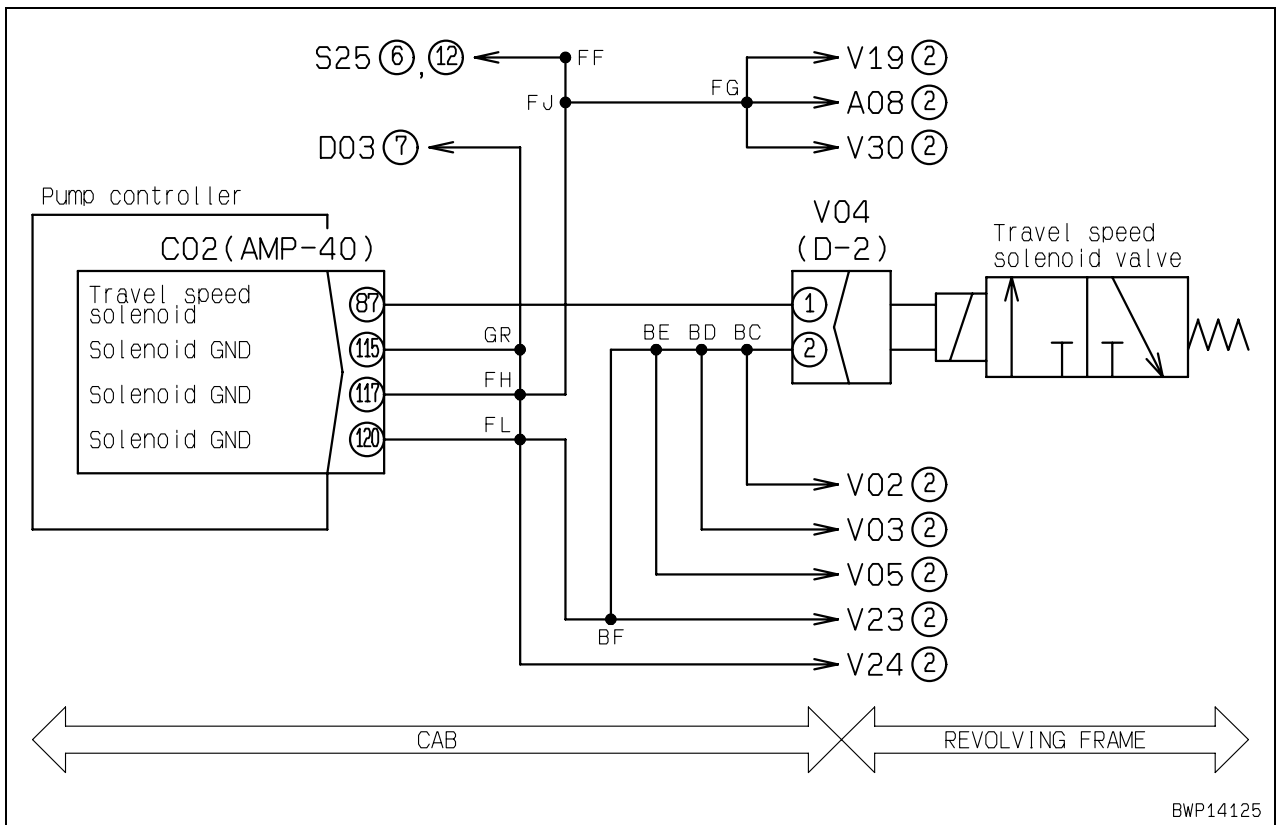 S25 ⑥, ⑫
FF
V19 ②
FJ
FG
A08 ②
D03 ⑦
V30 ②
Pump controller
C02(AMP-40)
V04
(D-2)
Travel speed
solenoid valve
Travel speed
solenoid
87
1
Solenoid GND
115
GR
BE
BD
BC
2
Solenoid GND
117
FH
Solenoid GND
120
FL
V02 ②
V03 ②
V05 ②
V23 ②
BF
V24 ②
CAB
REVOLVING FRAME
BWP14125